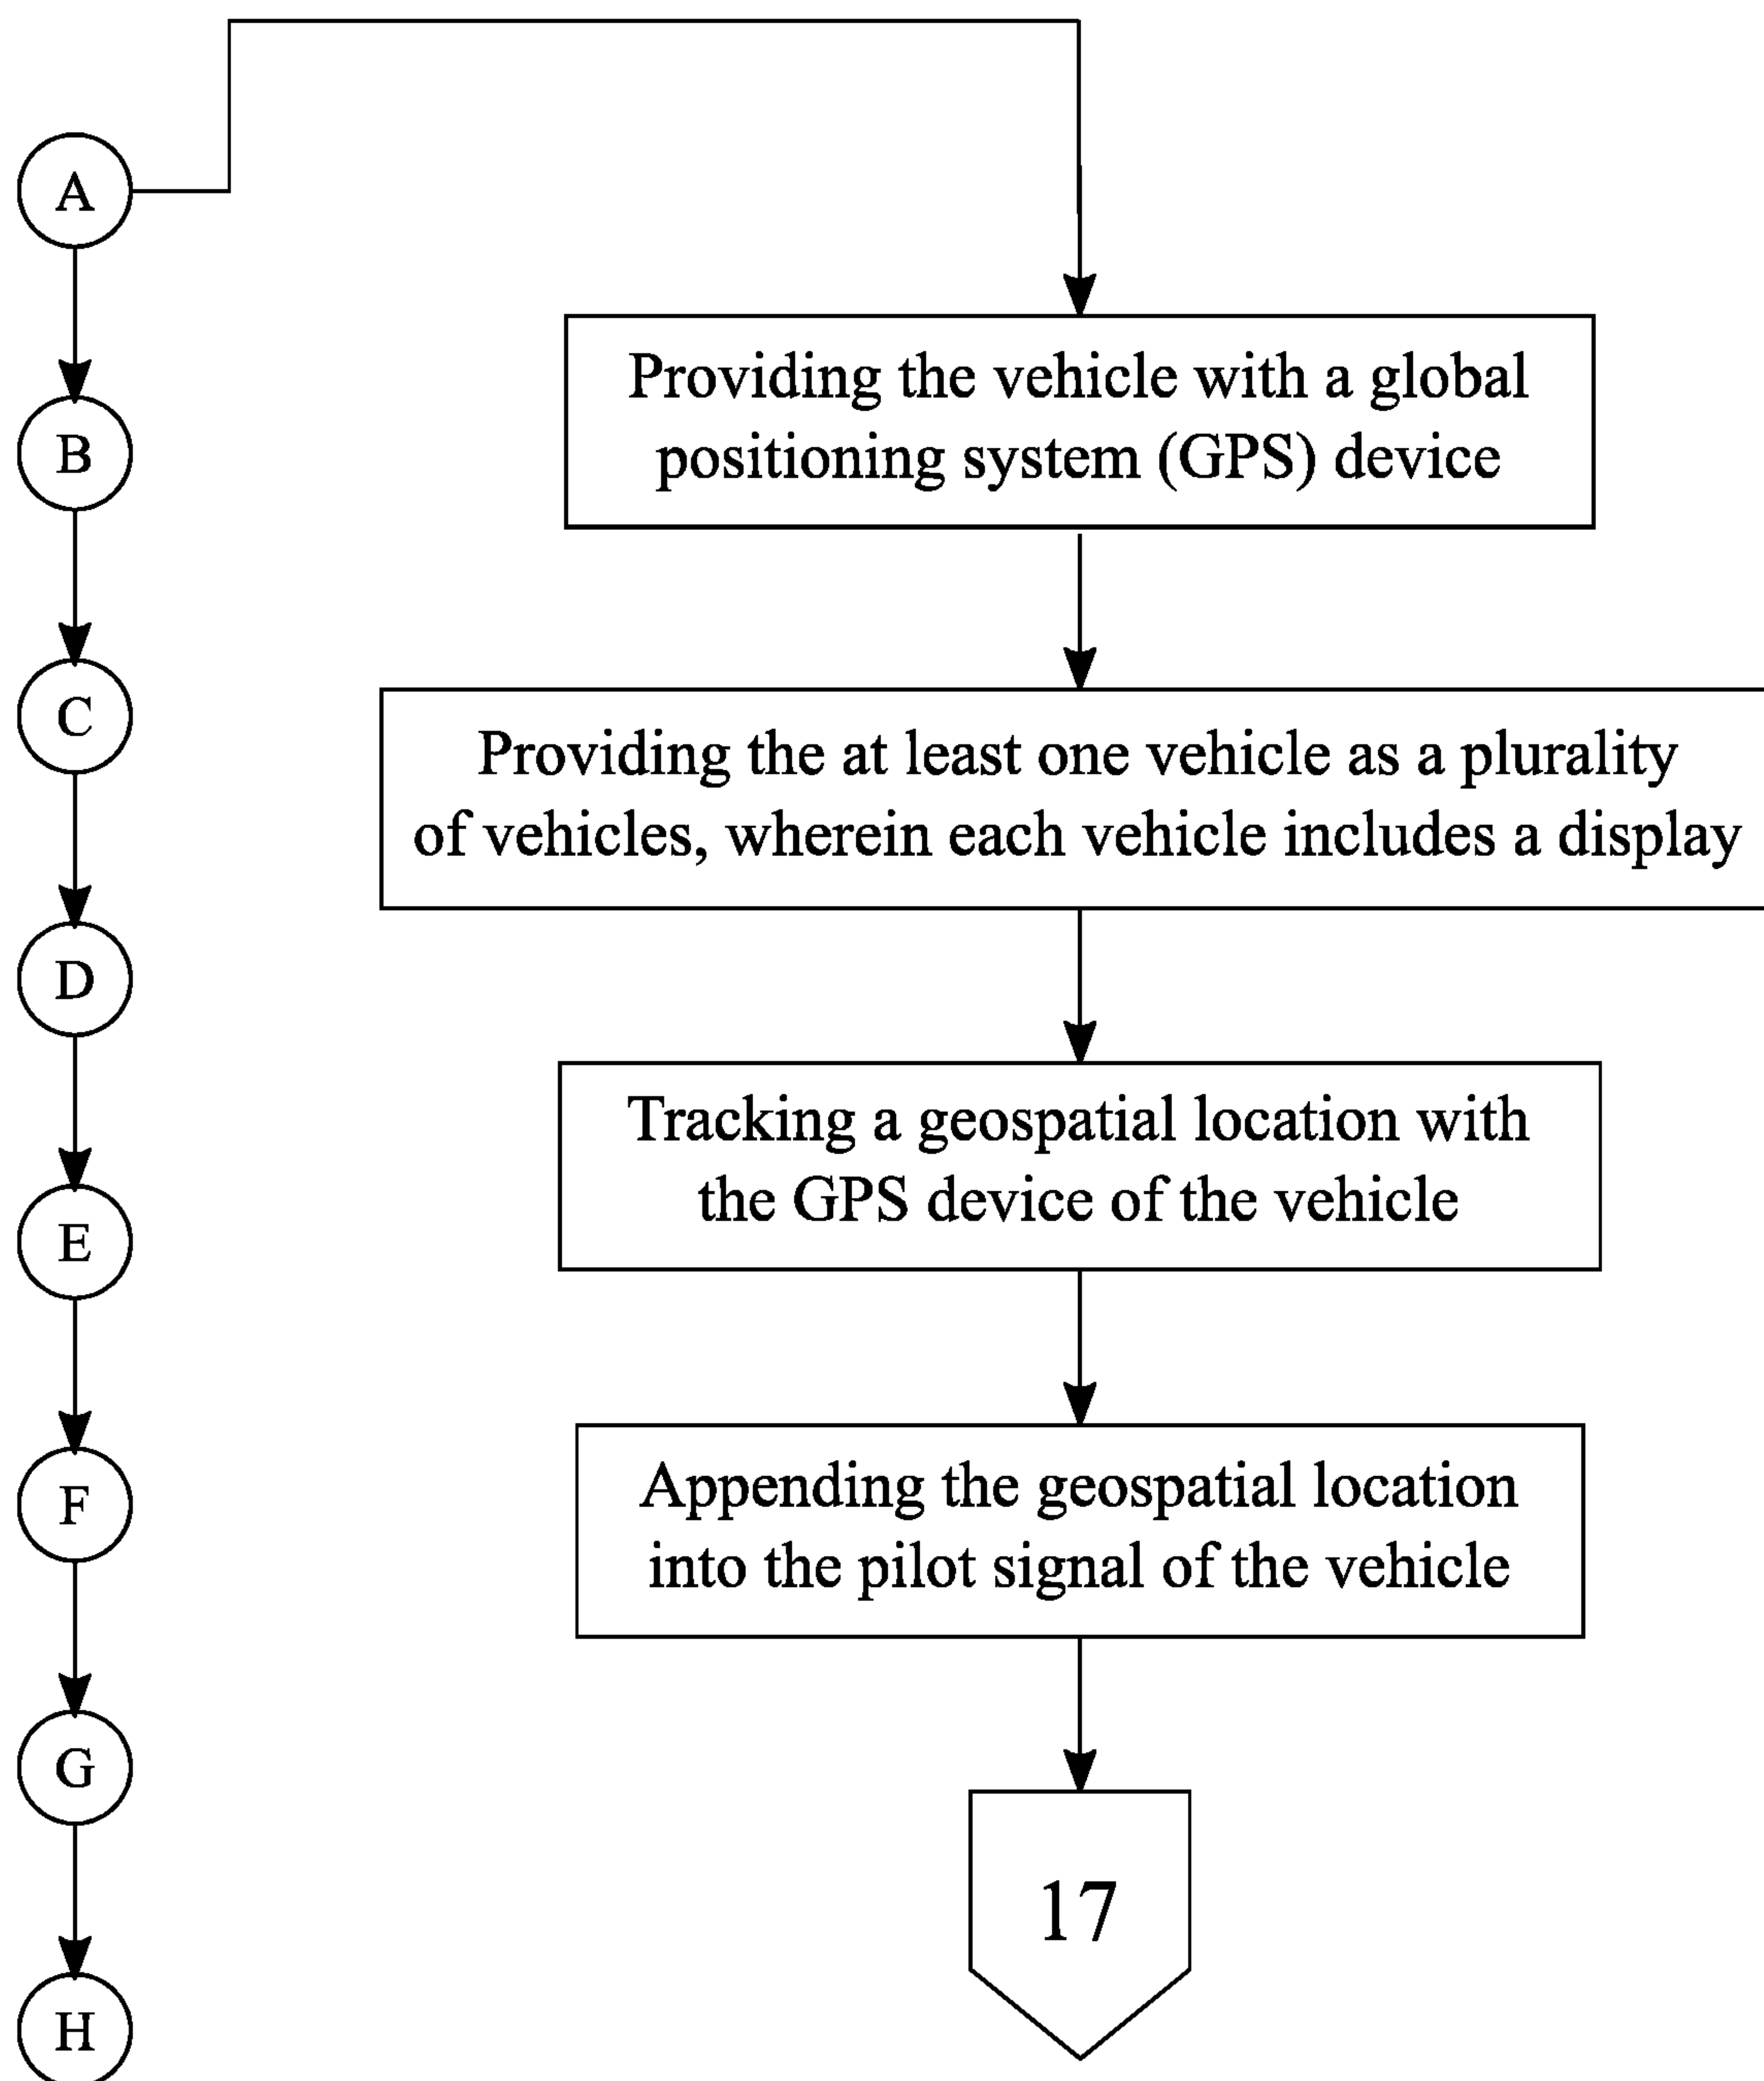 A
B
C
D
E
F
G
H
Providing the vehicle with a global
positioning system (GPS) device
Providing the at least one vehicle as a plurality
of vehicles, wherein each vehicle includes a display
Tracking a geospatial location with
the GPS device of the vehicle
Appending the geospatial location
into the pilot signal of the vehicle
17